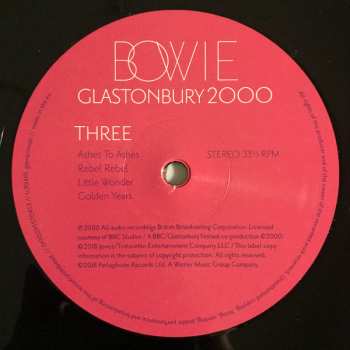 BOWIE
GLASTONBURY 2000
THREE
Ashes To Ashes
Rebel Rebel
Little Wonder
Golden Years
STEREO 33⅓ RPM
℗ 2000 All audio recordings British Broadcasting Corporation. Licensed
courtesy of BBC Studios / A BBC/Glastonbury Festival co-production ©2000/
©2018 Jones/Tintoretto Entertainment Company LLC / This label copy
information is the subject of copyright protection. All rights reserved.
©2018 Parlophone Records Ltd. A Warner Music Group Company.